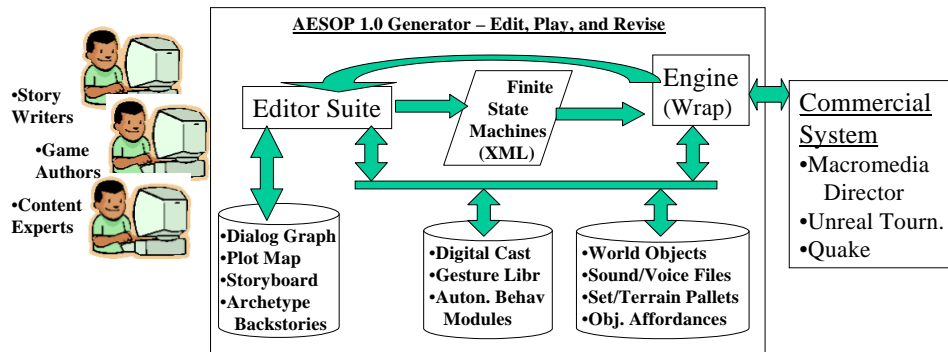 AESOP 1.0 Generator – Edit, Play, and Revise
•Story
Writers
•Game
Authors
•Content
Experts
Editor Suite
Finite
State
Machines
(XML)
Engine
(Wrap)
Commercial
System
•Macromedia
Director
•Unreal Tourn.
•Quake
•Dialog Graph
•Plot Map
•Storyboard
•Archetype
Backstories
•Digital Cast
•Gesture Libr
•Auton. Behav
Modules
•World Objects
•Sound/Voice Files
•Set/Terrain Pallets
•Obj. Affordances